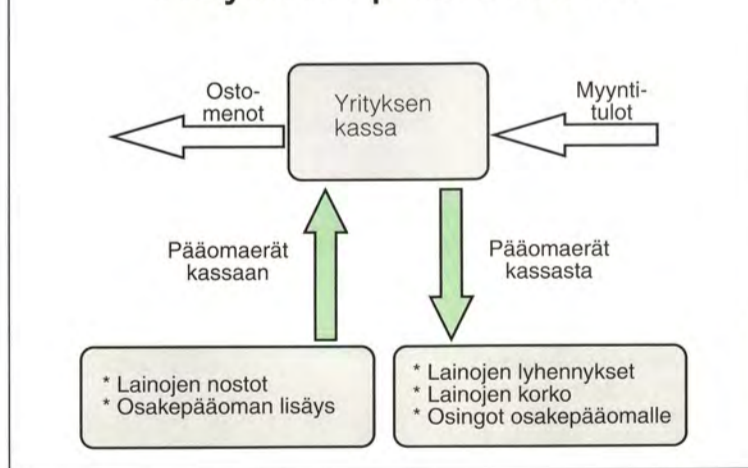 Osto-
menot
Yrityksen
kassa
Myynti-
tulot
Pääomaerät
kassaan
Pääomaerät
kassasta
* Lainojen nostot
* Osakepääoman lisäys
* Lainojen lyhennykset
* Lainojen korko
* Osingot osakepääomalle